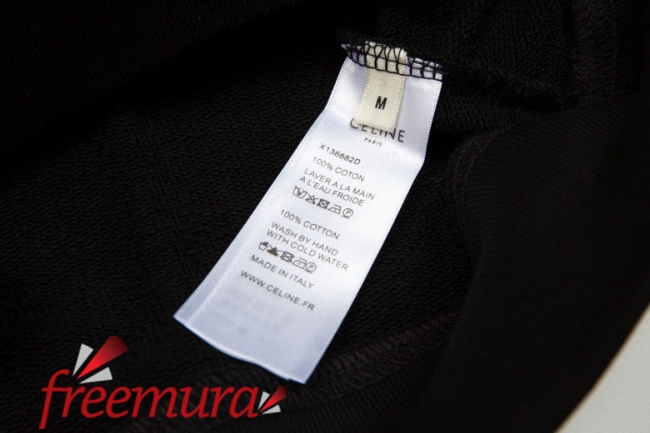 M
CELINE
PARIS
X136682D
100% COTON
LAVER A LA MAIN
A L'EAU FROIDE
100% COTTON
WASH BY HAND
WITH COLD WATER
MADE IN ITALY
WWW.CELINE.FR
freemura